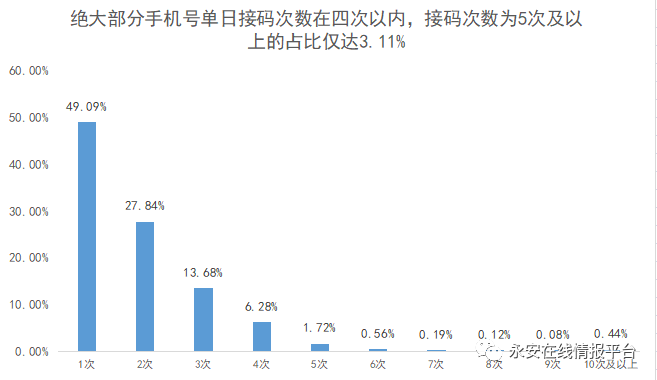 绝大部分手机号单日接码次数在四次以内，接码次数为5次及以
上的占比仅达3.11%
60.00%
50.00%
40.00%
30.00%
20.00%
10.00%
0.00%
49.09%
27.84%
13.68%
6.28%
1.72%
0.56%
0.19%
0.12%
0.08%
0.44%
1次
2次
3次
4次
5次
6次
7次
8次
9次
10次及以上
永安在线情报平台